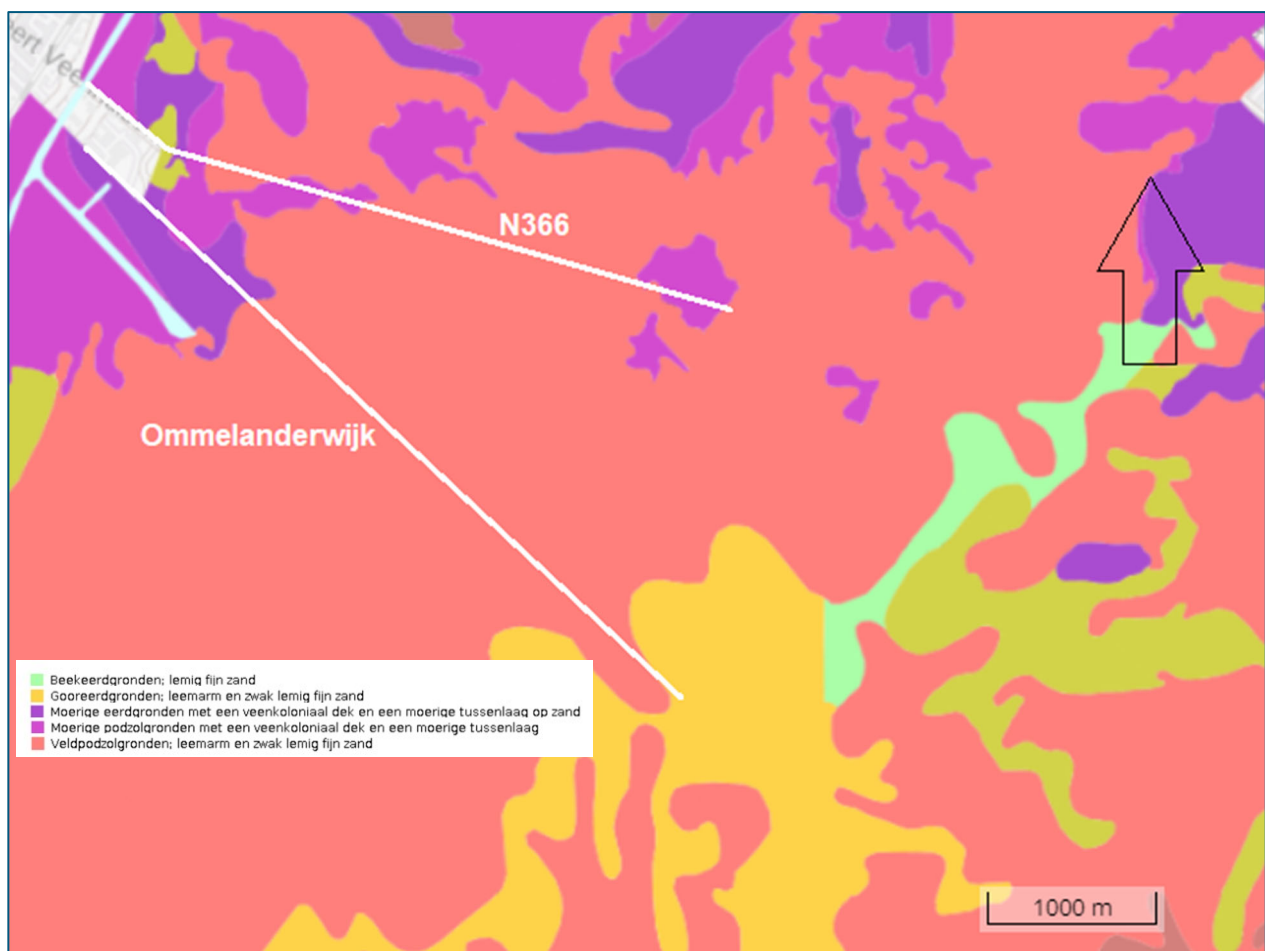 N366
Ommelanderwijk
Beekeerdgronden; lemig fijn zand
Gooreerdgronden; leemarm en zwak lemig fijn zand
Moerige eerdgronden met een veenkoloniaal dek en een moerige tussenlaag op zand
Moerige podzolgronden met een veenkoloniaal dek en een moerige tussenlaag
Veldpodzolgronden; leemarm en zwak lemig fijn zand
1000 m